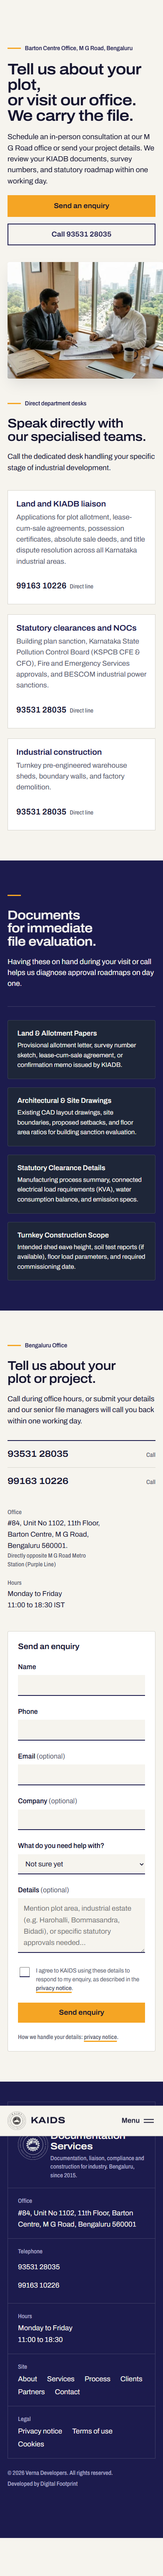 Barton Centre Office, M G Road, Bengaluru
Tell us about your
plot,
or visit our office.
We carry the file.
Schedule an in-person consultation at our M
G Road office or send your project details. We
review your KIADB documents, survey
numbers, and statutory roadmap within one
working day.
Send an enquiry
Call 93531 28035
Direct department desks
Speak directly with
our specialised teams.
Call the dedicated desk handling your specific
stage of industrial development.
Land and KIADB liaison
Applications for plot allotment, lease-
cum-sale agreements, possession
certificates, absolute sale deeds, and title
dispute resolution across all Karnataka
industrial areas.
99163 10226 Direct line
Statutory clearances and NOCs
Building plan sanction, Karnataka State
Pollution Control Board (KSPCB CFE &
CFO), Fire and Emergency Services
approvals, and BESCOM industrial power
sanctions.
93531 28035 Direct line
Industrial construction
Turnkey pre-engineered warehouse
sheds, boundary walls, and factory
demolition.
93531 28035 Direct line
Documents
for immediate
file evaluation.
Having these on hand during your visit or call
helps us diagnose approval roadmaps on day
one.
Land & Allotment Papers
Provisional allotment letter, survey number
sketch, lease-cum-sale agreement, or
confirmation memo issued by KIADB.
Architectural & Site Drawings
Existing CAD layout drawings, site
boundaries, proposed setbacks, and floor
area ratios for building sanction evaluation.
Statutory Clearance Details
Manufacturing process summary, connected
electrical load requirements (KVA), water
consumption balance, and emission specs.
Turnkey Construction Scope
Intended shed eave height, soil test reports (if
available), floor load parameters, and required
commissioning date.
Bengaluru Office
Tell us about your
plot or project.
Call during office hours, or submit your details
and our senior file managers will call you back
within one working day.
93531 28035 Call
99163 10226 Call
Office
#84, Unit No 1102, 11th Floor,
Barton Centre, M G Road,
Bengaluru 560001.
Directly opposite M G Road Metro
Station (Purple Line)
Hours
Monday to Friday
11:00 to 18:30 IST
Send an enquiry
Name
Phone
Email (optional)
Company (optional)
What do you need help with?
Not sure yet
Details (optional)
Mention plot area, industrial estate
(e.g. Harohalli, Bommasandra,
Bidadi), or specific statutory
approvals needed...
I agree to KAIDS using these details to
respond to my enquiry, as described in the
privacy notice.
Send enquiry
How we handle your details: privacy notice.
KAIDS Menu
Documentation
Services
Documentation, liaison, compliance and
construction for industry. Bengaluru,
since 2015.
Office
#84, Unit No 1102, 11th Floor, Barton
Centre, M G Road, Bengaluru 560001
Telephone
93531 28035
99163 10226
Hours
Monday to Friday
11:00 to 18:30
Site
About Services Process Clients
Partners Contact
Legal
Privacy notice Terms of use
Cookies
© 2026 Verna Developers. All rights reserved.
Developed by Digital Footprint